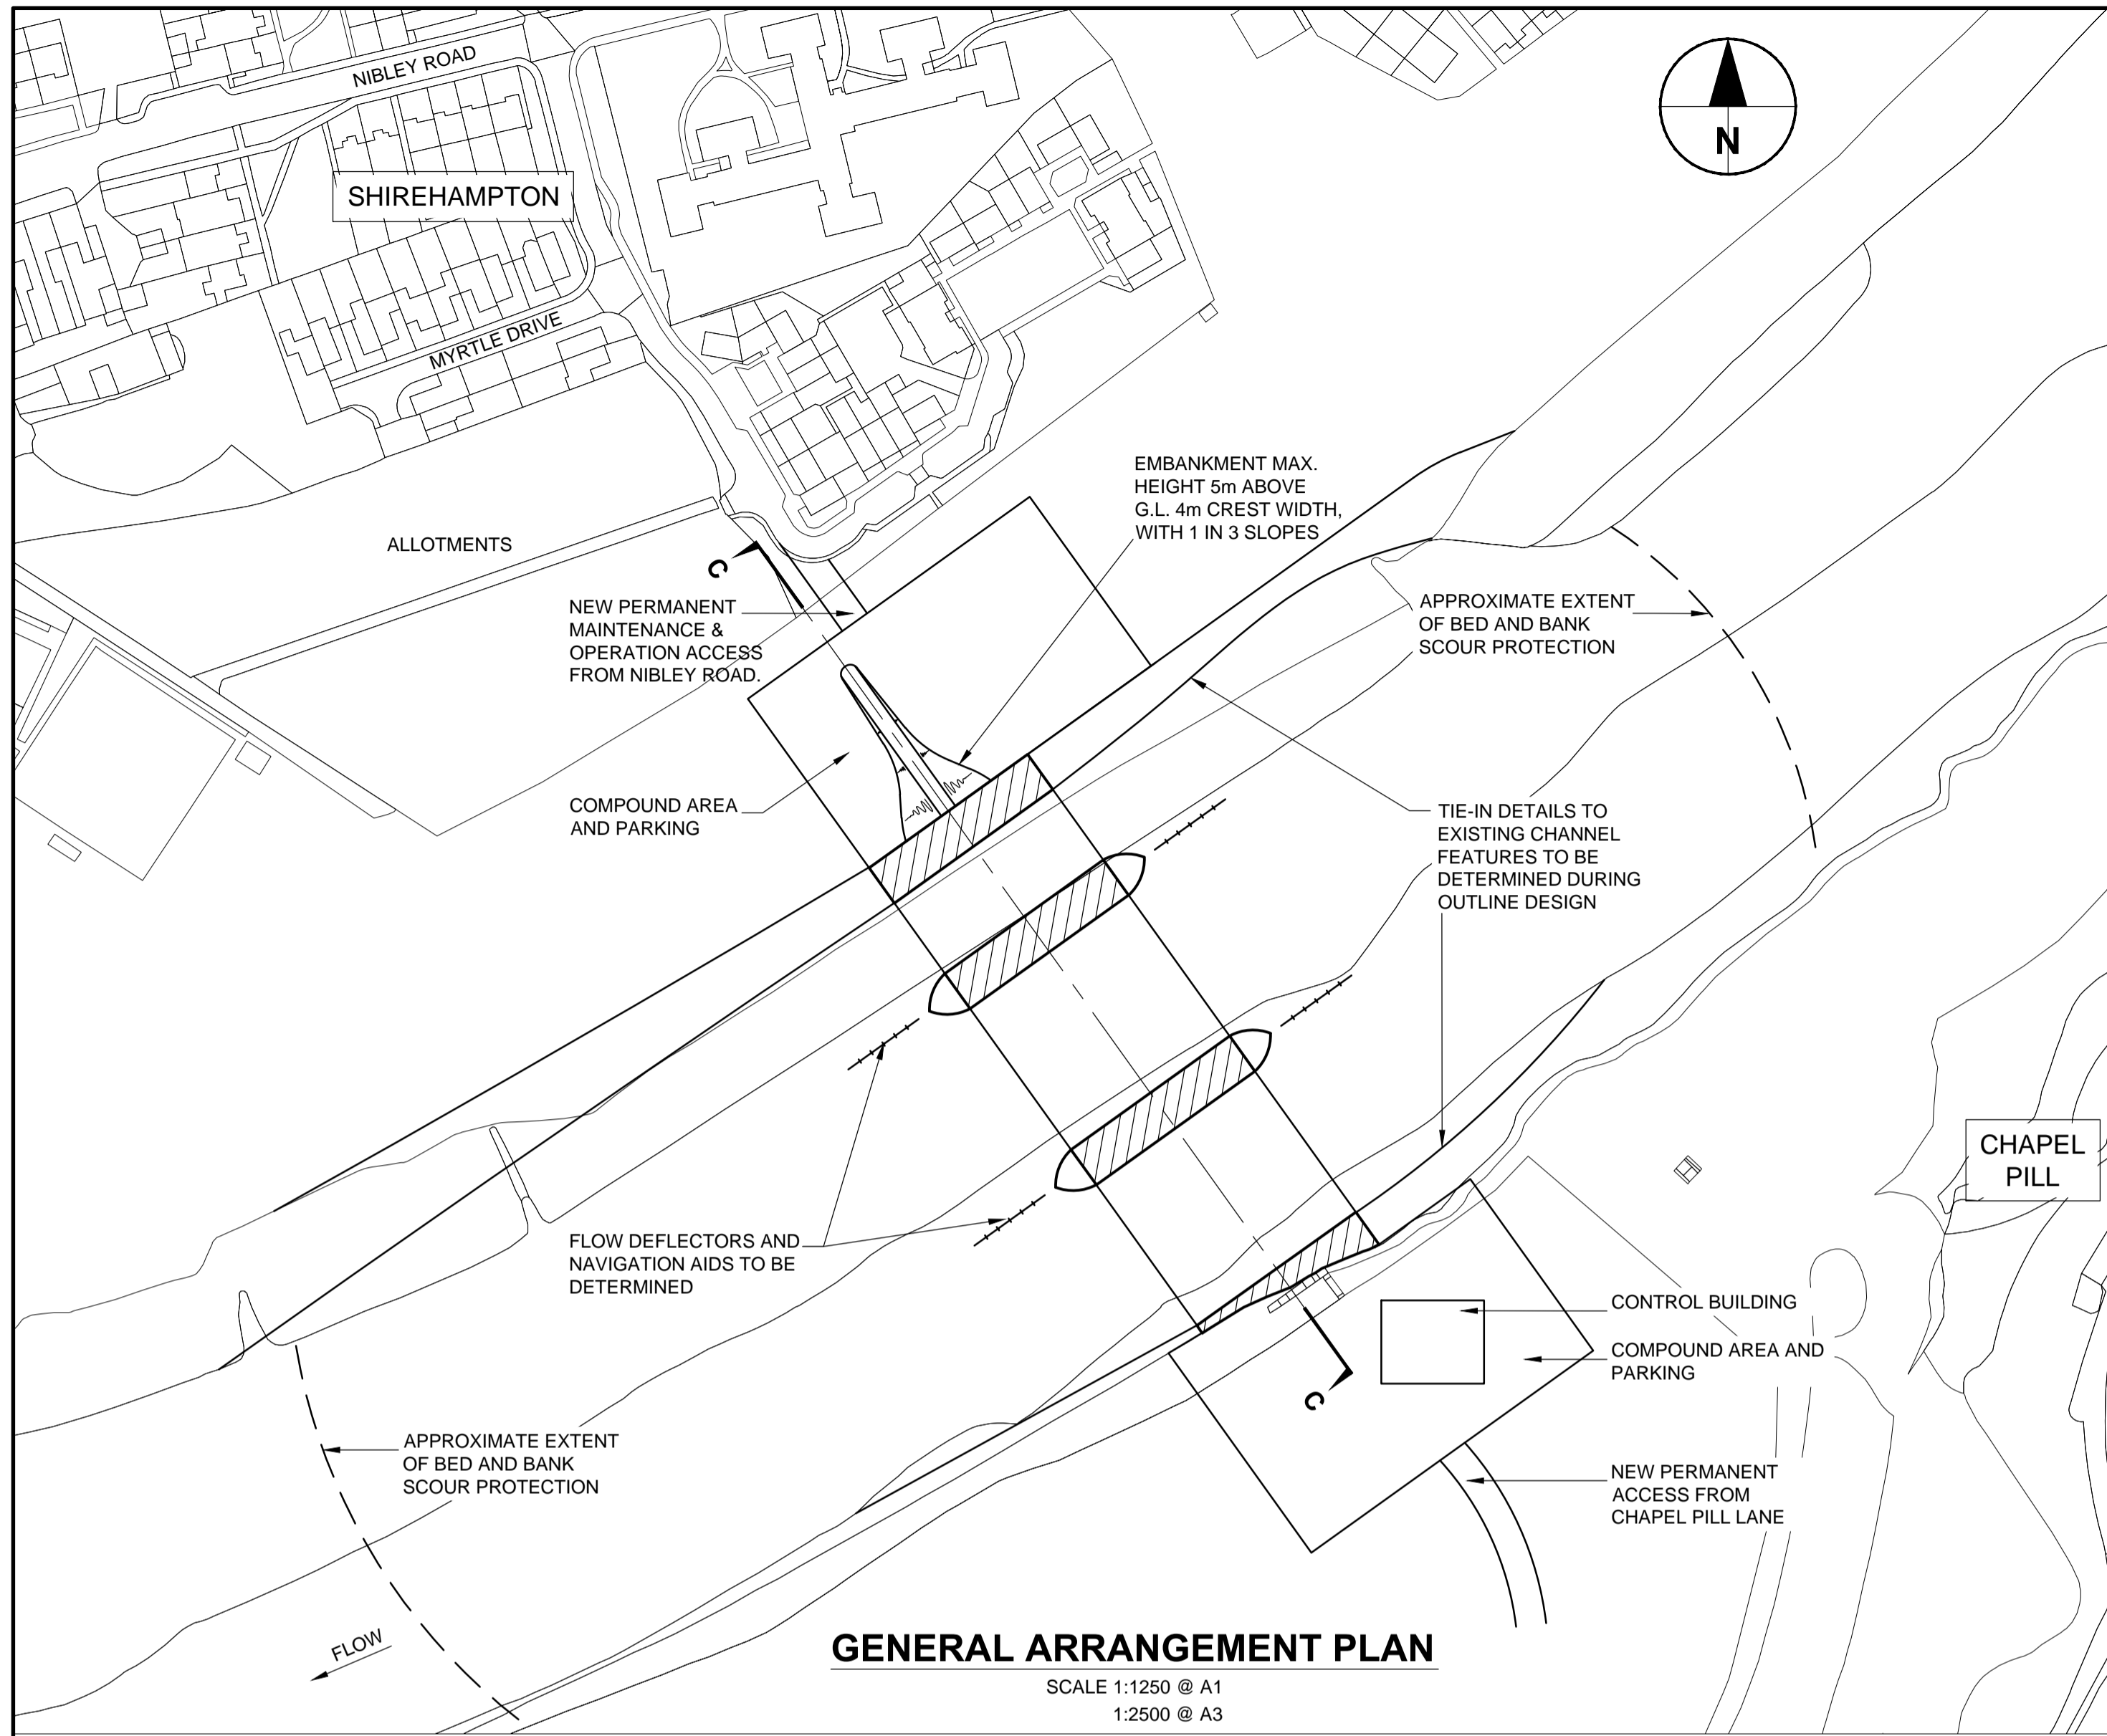 NIBLEY ROAD
N
SHIREHAMPTON
MYRTLE DRIVE
EMBANKMENT MAX.
HEIGHT 5m ABOVE
G.L. 4m CREST WIDTH,
WITH 1 IN 3 SLOPES
ALLOTMENTS
C
NEW PERMANENT
MAINTENANCE &
OPERATION ACCESS
FROM NIBLEY ROAD.
APPROXIMATE EXTENT
OF BED AND BANK
SCOUR PROTECTION
COMPOUND AREA
AND PARKING
TIE-IN DETAILS TO
EXISTING CHANNEL
FEATURES TO BE
DETERMINED DURING
OUTLINE DESIGN
CHAPEL
PILL
FLOW DEFLECTORS AND
NAVIGATION AIDS TO BE
DETERMINED
CONTROL BUILDING
COMPOUND AREA AND
PARKING
C
APPROXIMATE EXTENT
OF BED AND BANK
SCOUR PROTECTION
NEW PERMANENT
ACCESS FROM
CHAPEL PILL LANE
FLOW
GENERAL ARRANGEMENT PLAN
SCALE 1:1250 @ A1
1:2500 @ A3